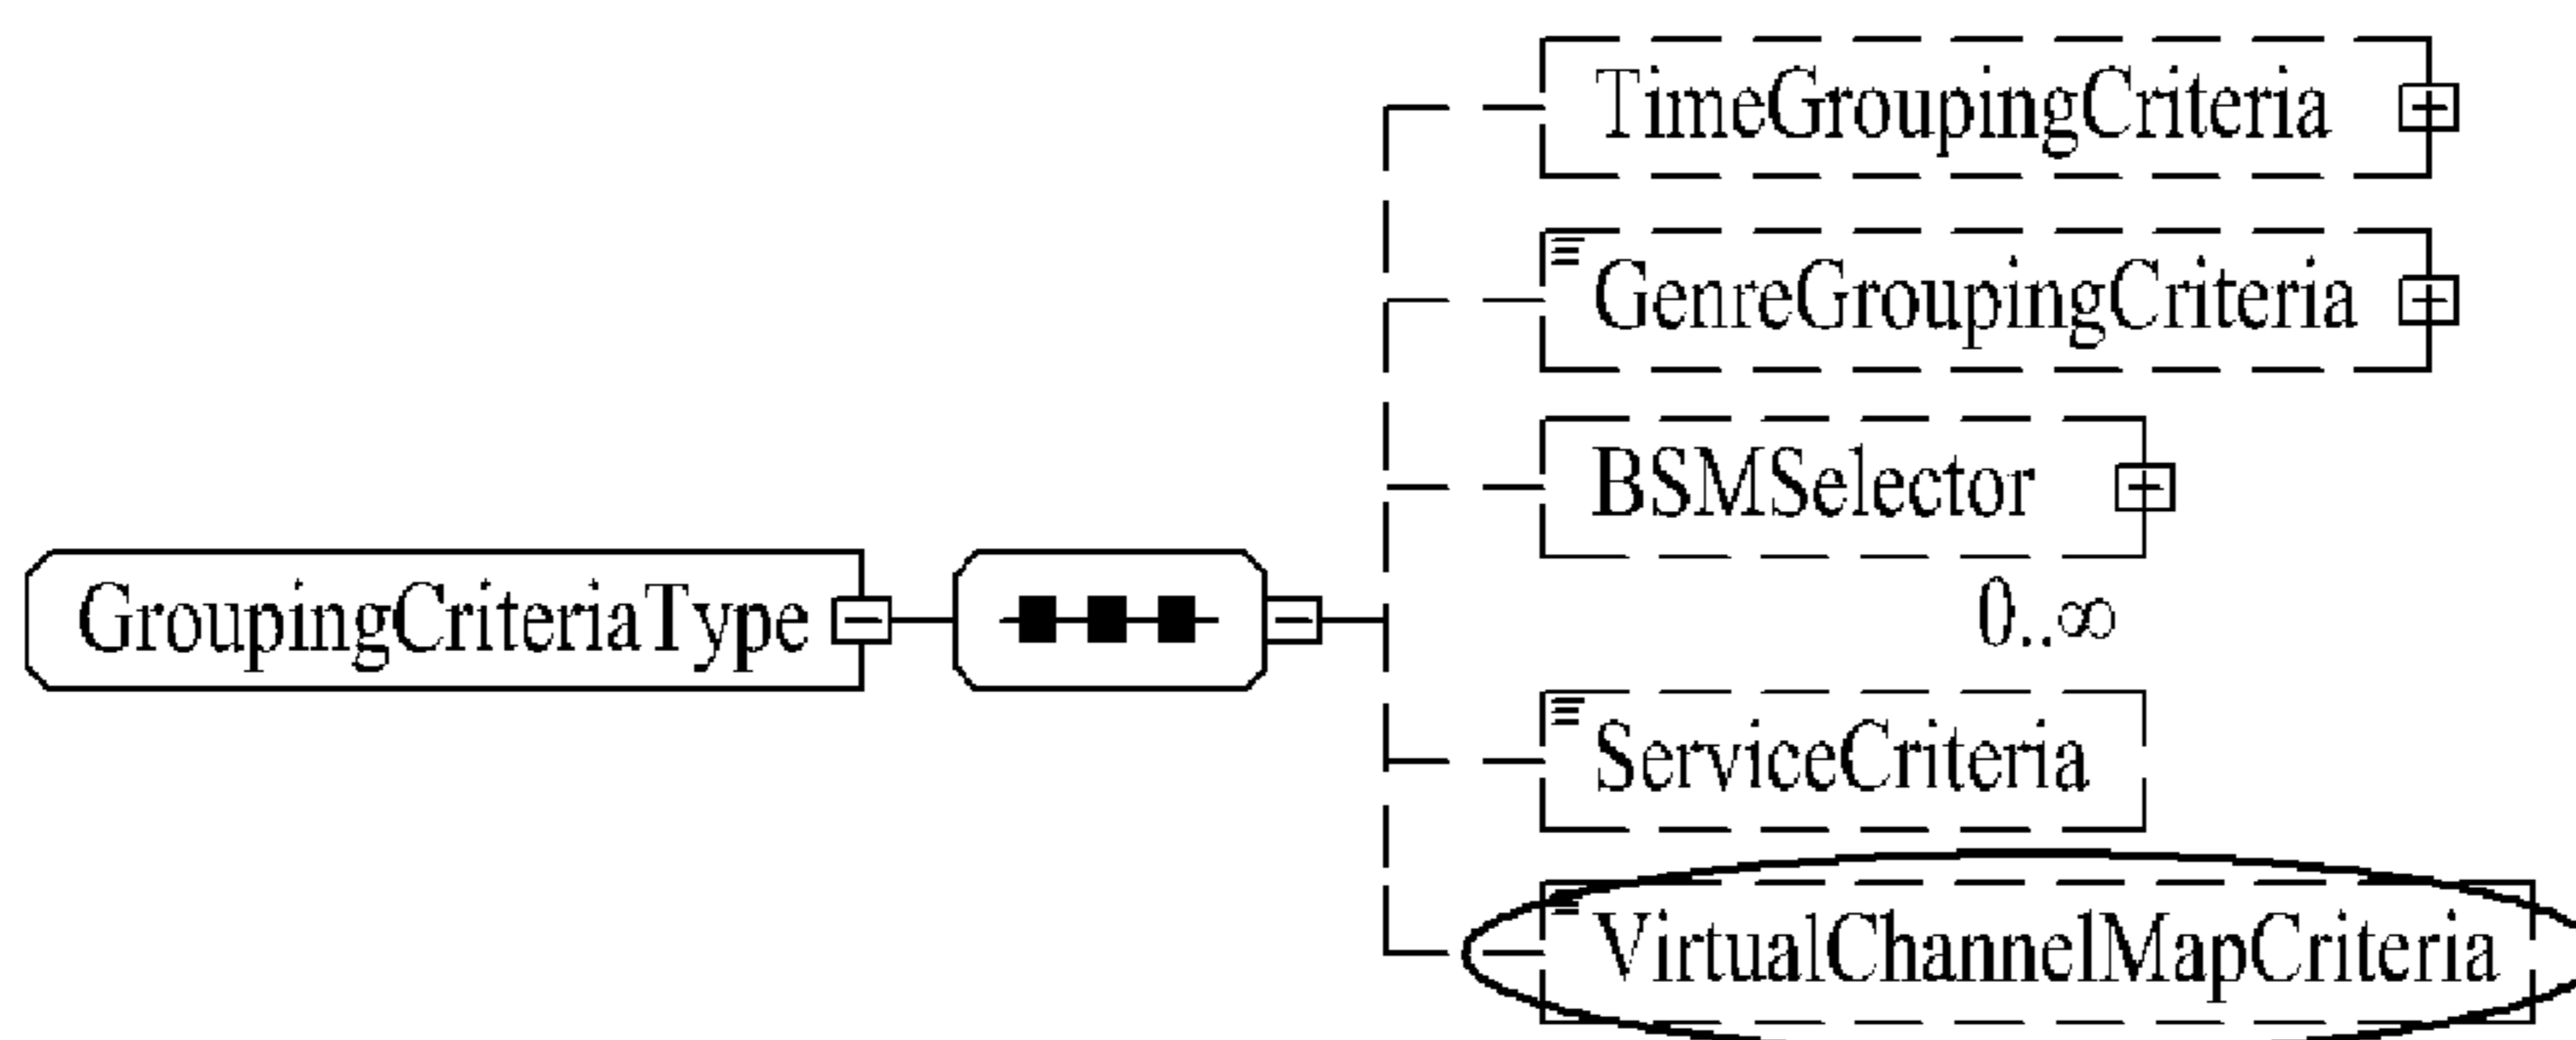 TimeGroupingCriteria
GenreGroupingCriteria
BSMSelector
GroupingCriteriaType
0..∞
ServiceCriteria
VirtualChannelMapCriteria